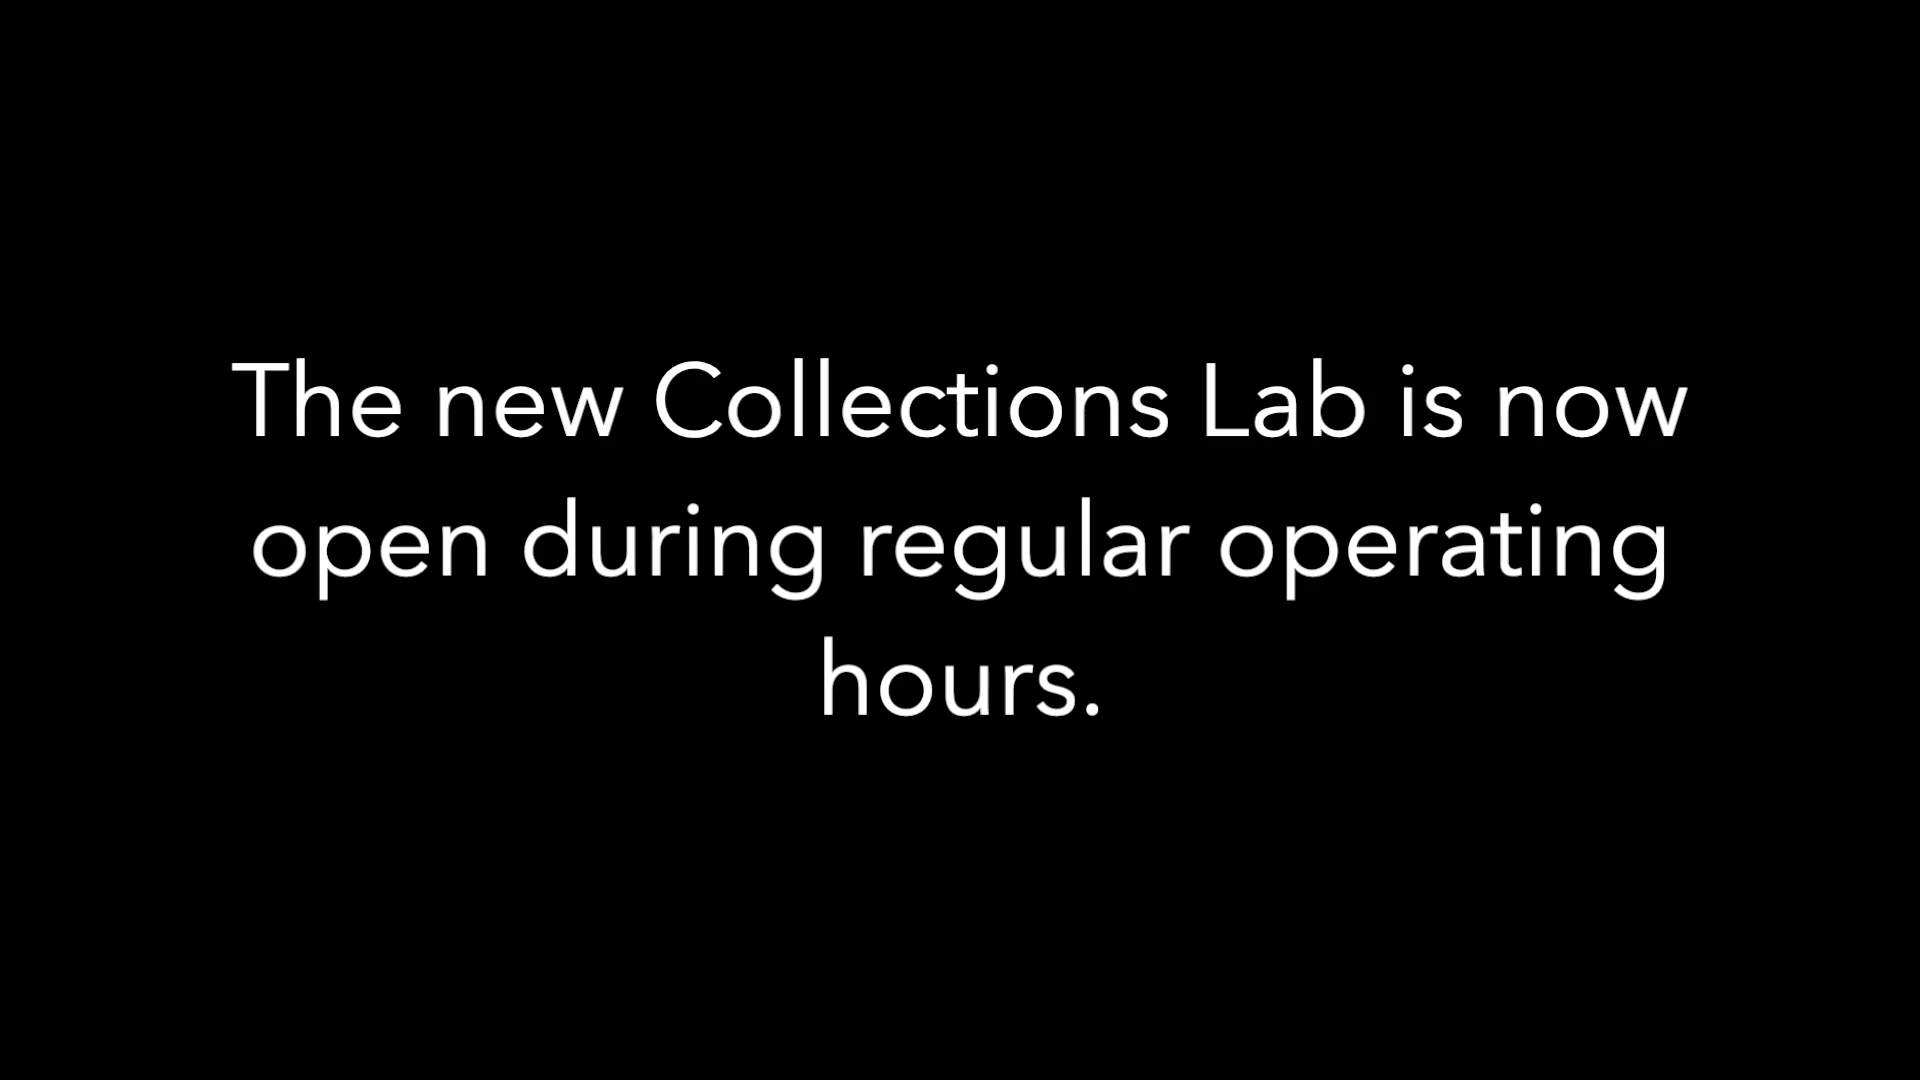 The new Collections Lab is now
open during regular operating
hours.